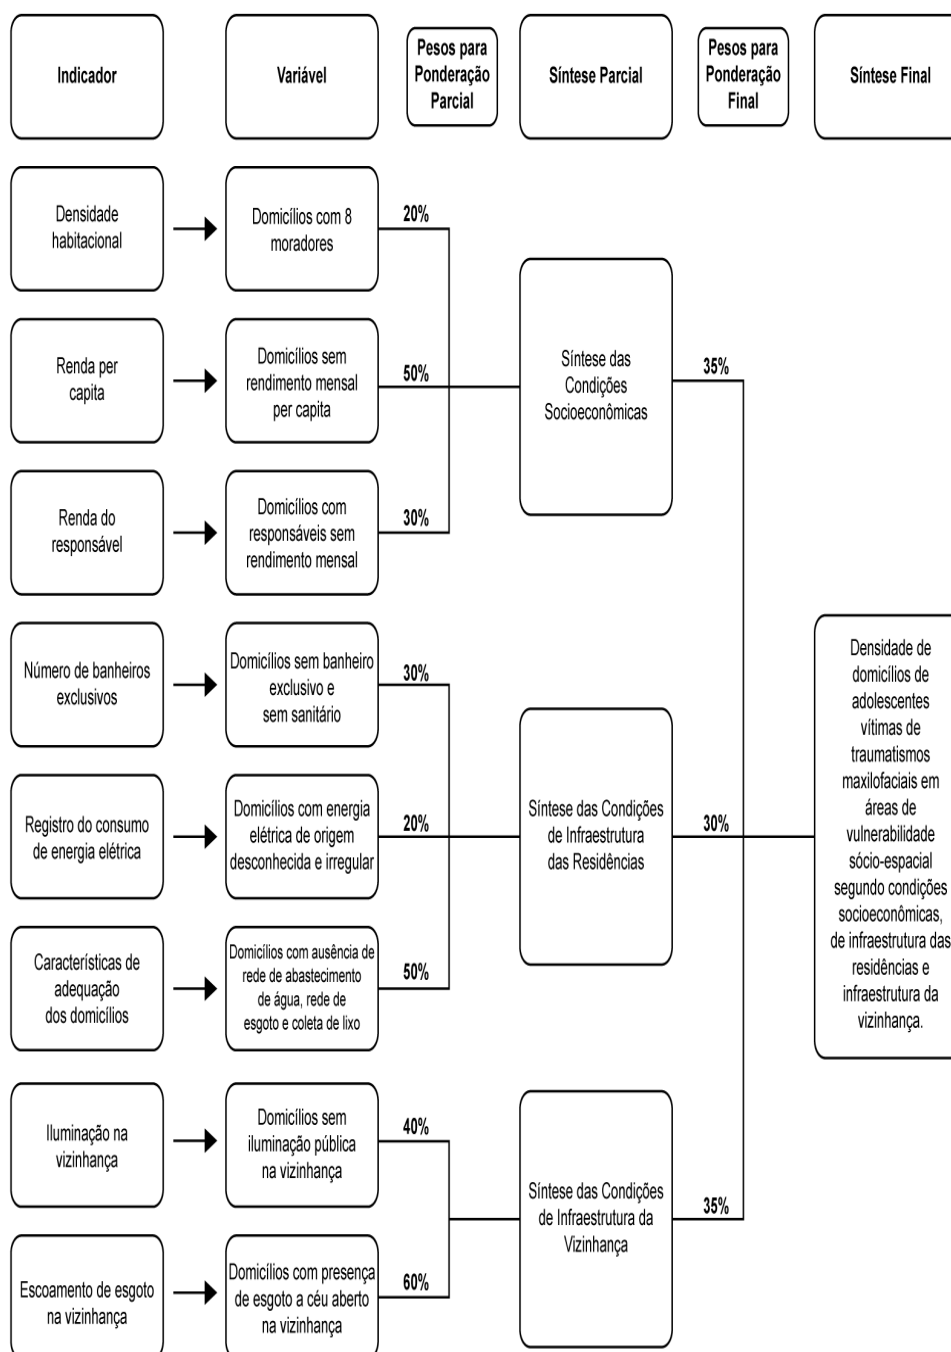 Indicador
Variável
Pesos para
Ponderação
Parcial
Síntese Parcial
Pesos para
Ponderação
Final
Síntese Final
Densidade
habitacional
Domicílios com 8
moradores
20%
Renda per
capita
Domicílios sem
rendimento mensal
per capita
50%
Renda do
responsável
Domicílios com
responsáveis sem
rendimento mensal
30%
Síntese das
Condições
Socioeconômicas
35%
Número de banheiros
exclusivos
Domicílios sem banheiro
exclusivo e
sem sanitário
30%
Registro do consumo
de energia elétrica
Domicílios com energia
elétrica de origem
desconhecida e irregular
20%
Características de
adequação
dos domicílios
Domicílios com ausência de
rede de abastecimento
de água, rede de
esgoto e coleta de lixo
50%
Síntese das Condições
de Infraestrutura
das Residências
30%
Iluminação na
vizinhança
Domicílios sem
iluminação pública
na vizinhança
40%
Escoamento de esgoto
na vizinhança
Domicílios com presença
de esgoto a céu aberto
na vizinhança
60%
Síntese das Condições
de Infraestrutura da
Vizinhança
35%
Densidade de
domicílios de
adolescentes
vítimas de
traumatismos
maxilofaciais em
áreas de
vulnerabilidade
sócio-espacial
segundo condições
socioeconômicas,
de infraestrutura das
residências e
infraestrutura da
vizinhança.